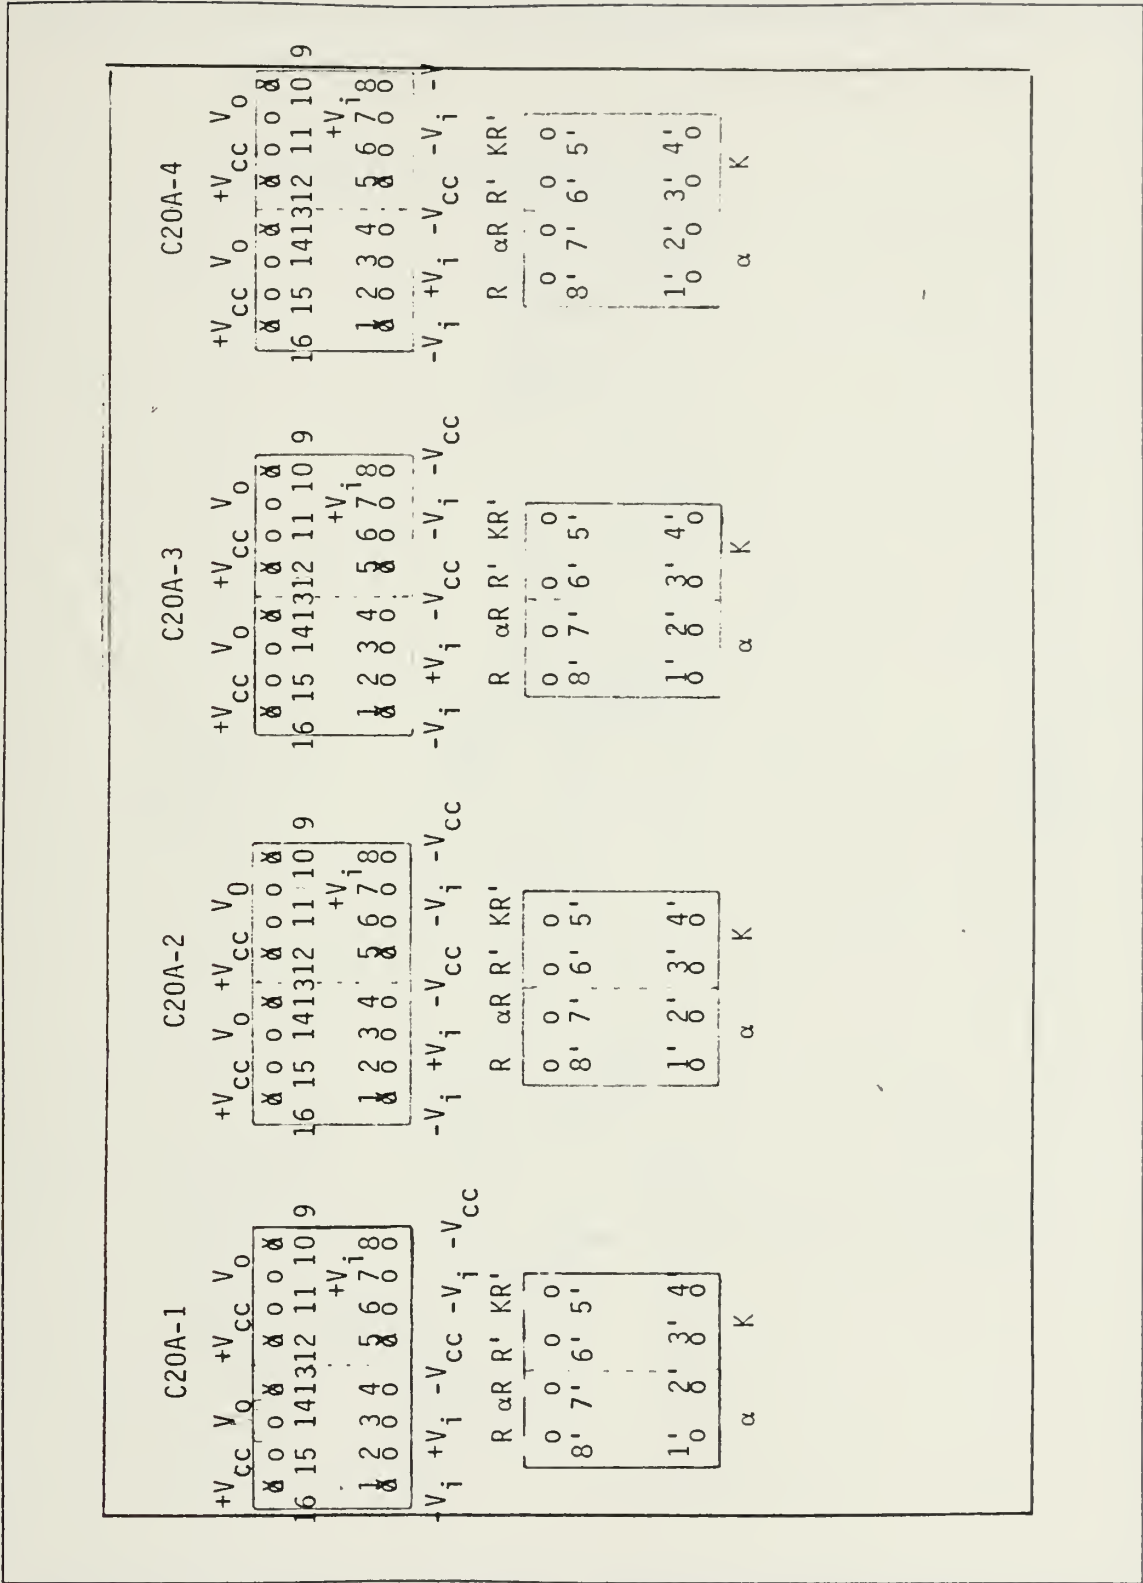 C20A-1 C20A-2 C20A-3 C20A-4
+Vcc Vo +Vcc Vo +Vcc Vo +Vcc VO +Vcc Vo +Vcc Vo +Vcc Vo +Vcc Vo
16 15 14 13 12 11 10 9 16 15 14 13 12 11 10 9 16 15 14 13 12 11 10 9 16 15 14 13 12 11 10 9
+Vi +Vi +Vi +Vi
1 2 3 4 5 6 7 8 1 2 3 4 5 6 7 8 1 2 3 4 5 6 7 8 1 2 3 4 5 6 7 8
-Vi +Vi -Vcc -Vi -Vcc -Vi +Vi -Vcc -Vi -Vcc -Vi +Vi -Vcc -Vi -Vcc -Vi +Vi -Vcc -Vi -V
R αR R' KR' R αR R' KR' R αR R' KR' R αR R' KR'
8' 7' 6' 5' 8' 7' 6' 5' 8' 7' 6' 5' 8' 7' 6' 5'
1' 2' 3' 4' 1' 2' 3' 4' 1' 2' 3' 4' 1' 2' 3' 4'
α K α K α K α K